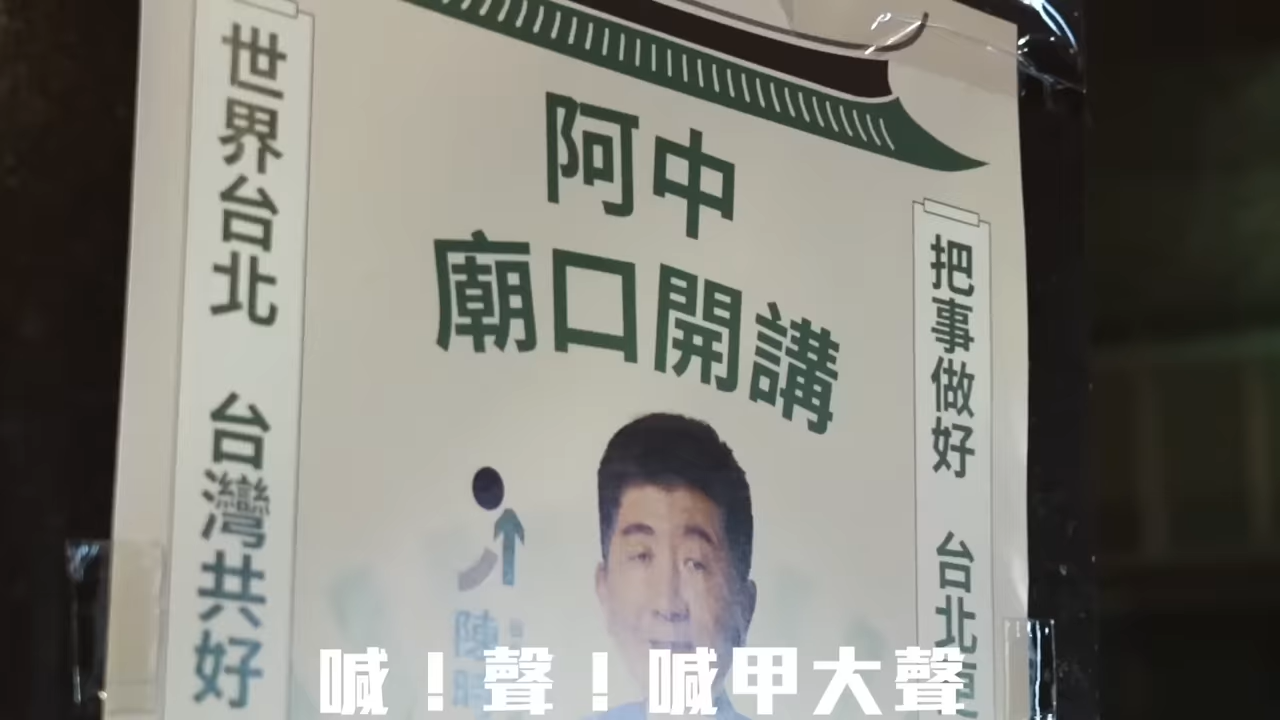 世界台北 台灣共好
阿中
廟口開講
把事做好 台北更
陳時
喊！聲！喊甲大聲